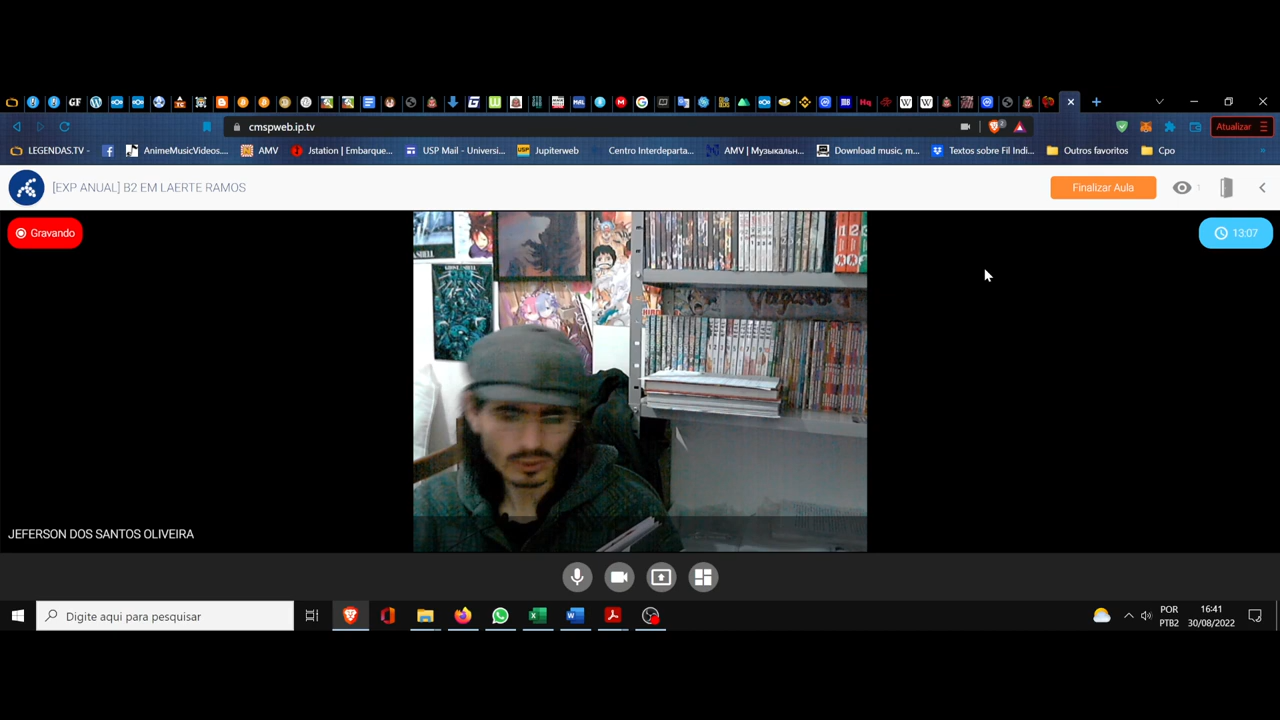 cmspweb.ip.tv
Atualizar
LEGENDAS.TV -
AnimeMusicVideos....
AMV
Jstation | Embarque...
USP Mail - Universi...
Jupiterweb
Centro Interdeparta...
AMV | Музыкальн...
Download music, m...
Textos sobre Fil Indi...
Outros favoritos
Cpo
[EXP ANUAL] B2 EM LAERTE RAMOS
Finalizar Aula
1
Gravando
13:07
JEFERSON DOS SANTOS OLIVEIRA
Digite aqui para pesquisar
POR
PTB2
16:41
30/08/2022